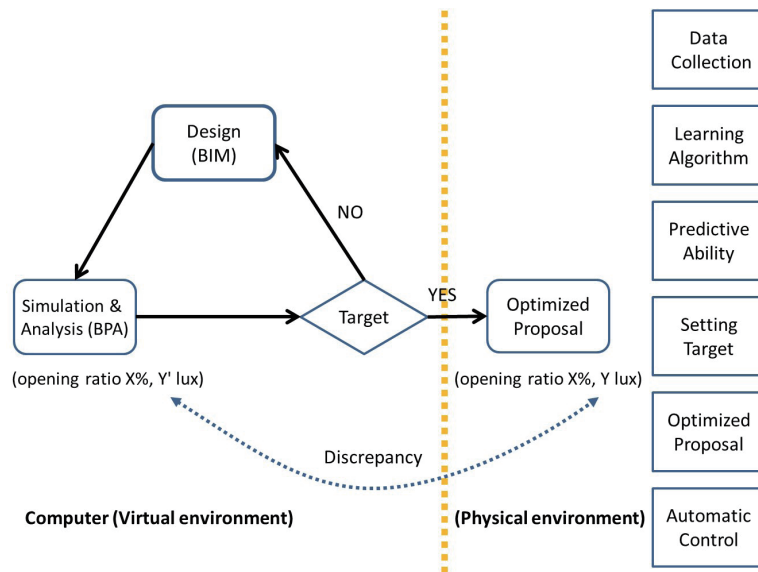 Design
(BIM)
NO
Simulation &
Analysis (BPA)
Target
YES
Optimized
Proposal
(opening ratio X%, Y' lux)
(opening ratio X%, Y lux)
Discrepancy
Computer (Virtual environment)
(Physical environment)
Data
Collection
Learning
Algorithm
Predictive
Ability
Setting
Target
Optimized
Proposal
Automatic
Control